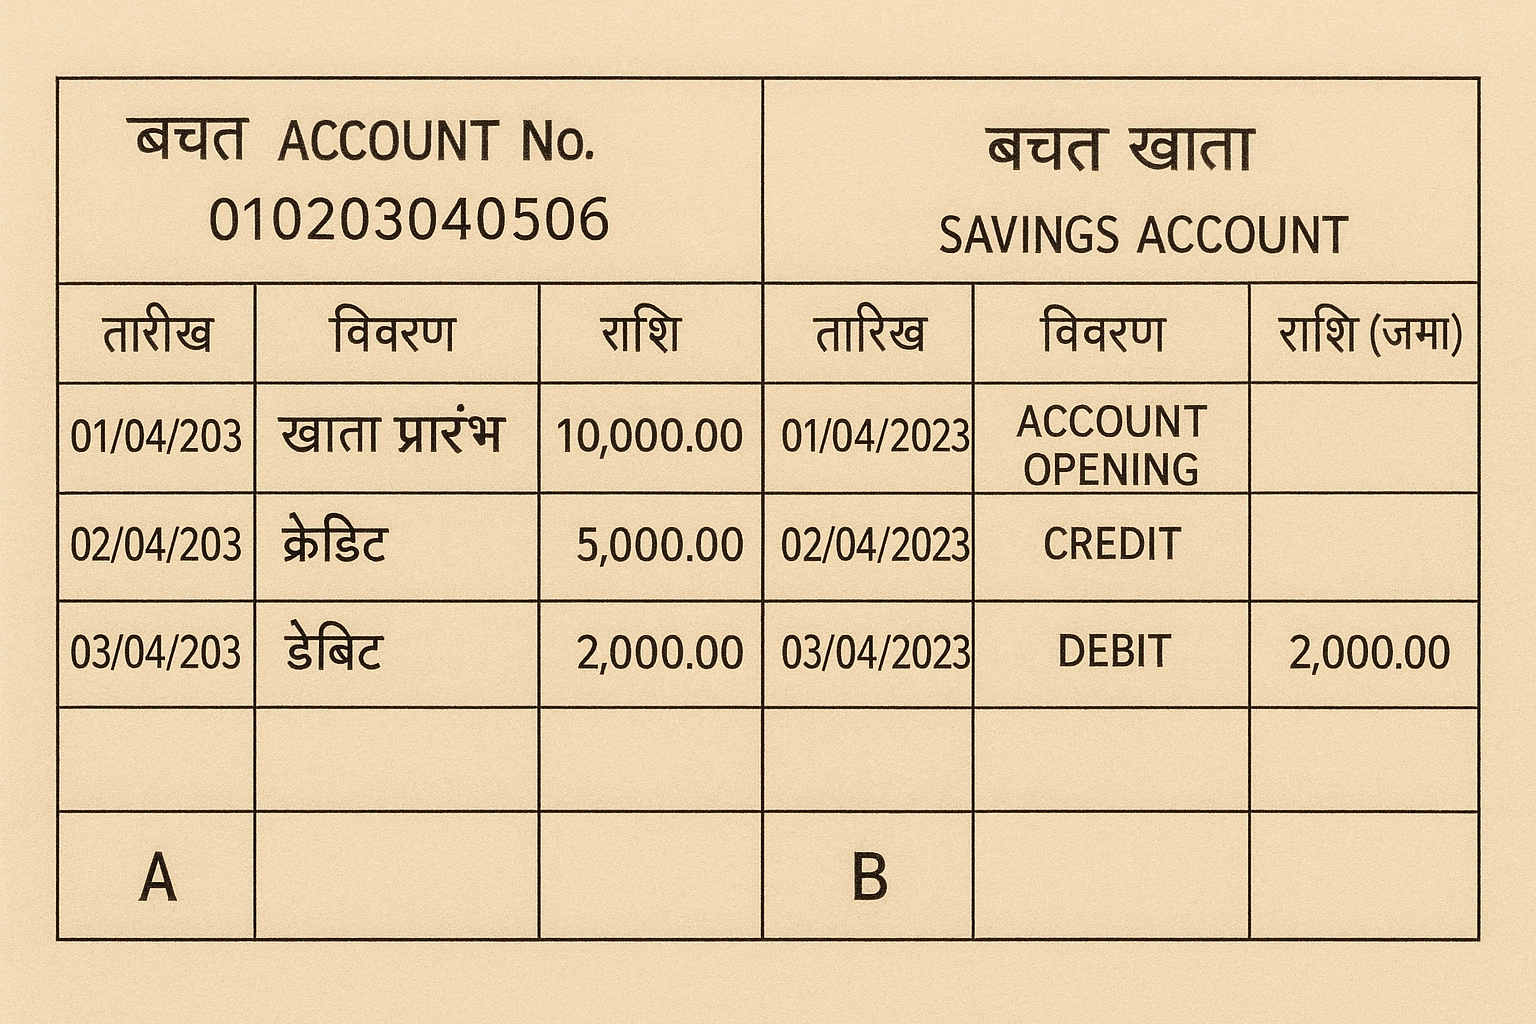 बचत ACCOUNT No.
010203040506
बचत खाता
SAVINGS ACCOUNT
तारीख विवरण राशि तारिख विवरण राशि (जमा)
01/04/203 खाता प्रारंभ 10,000.00 01/04/2023 ACCOUNT OPENING
02/04/203 क्रेडिट 5,000.00 02/04/2023 CREDIT
03/04/203 डेबिट 2,000.00 03/04/2023 DEBIT 2,000.00
A B